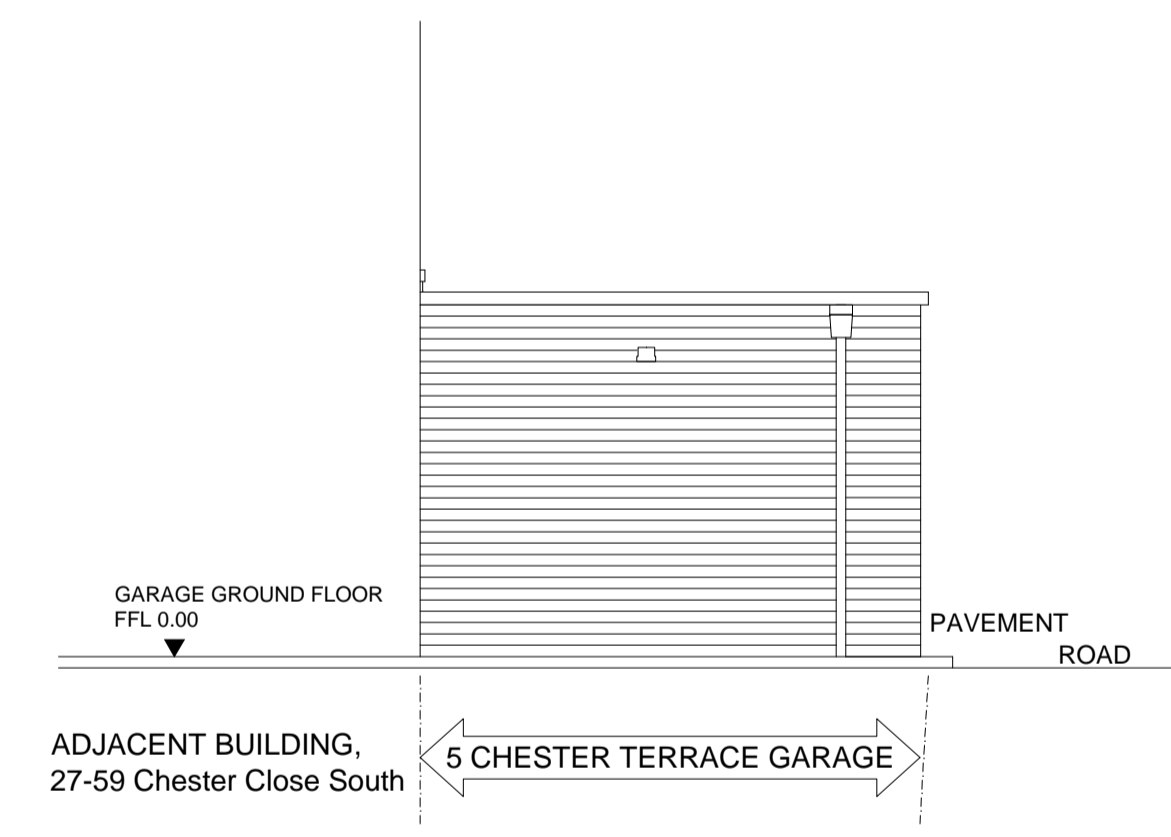 GARAGE GROUND FLOOR
FFL 0.00
PAVEMENT
ROAD
ADJACENT BUILDING,
27-59 Chester Close South
5 CHESTER TERRACE GARAGE